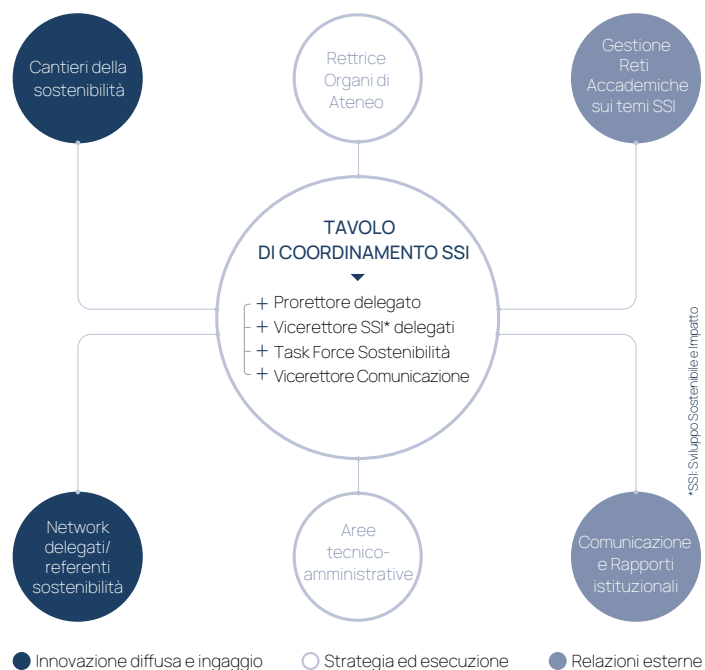 Cantieri della
sostenibilità
Rettrice
Organi di
Ateneo
Gestione
Reti
Accademiche
sui temi SSI
TAVOLO
DI COORDINAMENTO SSI
+ Prorettore delegato
+ Vicerettore SSI* delegati
+ Task Force Sostenibilità
+ Vicerettore Comunicazione
*SSI: Sviluppo Sostenibile e Impatto
Network
delegati/
referenti
sostenibilità
Aree
tecnico-
amministrative
Comunicazione
e Rapporti
istituzionali
Innovazione diffusa e ingaggio
Strategia ed esecuzione
Relazioni esterne